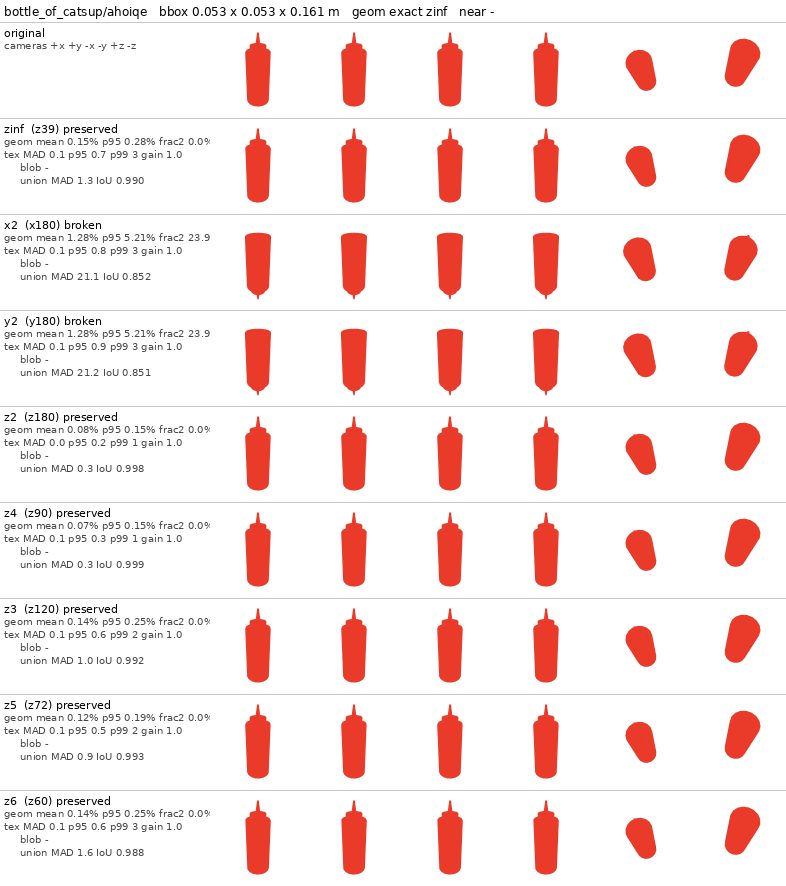 bottle_of_catsup/ahoiqe   bbox 0.053 x 0.053 x 0.161 m   geom exact zinf   near -
original
cameras +x +y -x -y +z -z
zinf  (z39) preserved
geom mean 0.15% p95 0.28% frac2 0.0%
tex MAD 0.1 p95 0.7 p99 3 gain 1.0
blob -
union MAD 1.3 IoU 0.990
x2  (x180) broken
geom mean 1.28% p95 5.21% frac2 23.9
tex MAD 0.1 p95 0.8 p99 3 gain 1.0
blob -
union MAD 21.1 IoU 0.852
y2  (y180) broken
geom mean 1.28% p95 5.21% frac2 23.9
tex MAD 0.1 p95 0.9 p99 3 gain 1.0
blob -
union MAD 21.2 IoU 0.851
z2  (z180) preserved
geom mean 0.08% p95 0.15% frac2 0.0%
tex MAD 0.0 p95 0.2 p99 1 gain 1.0
blob -
union MAD 0.3 IoU 0.998
z4  (z90) preserved
geom mean 0.07% p95 0.15% frac2 0.0%
tex MAD 0.1 p95 0.3 p99 1 gain 1.0
blob -
union MAD 0.3 IoU 0.999
z3  (z120) preserved
geom mean 0.14% p95 0.25% frac2 0.0%
tex MAD 0.1 p95 0.6 p99 2 gain 1.0
blob -
union MAD 1.0 IoU 0.992
z5  (z72) preserved
geom mean 0.12% p95 0.19% frac2 0.0%
tex MAD 0.1 p95 0.5 p99 2 gain 1.0
blob -
union MAD 0.9 IoU 0.993
z6  (z60) preserved
geom mean 0.14% p95 0.25% frac2 0.0%
tex MAD 0.1 p95 0.6 p99 3 gain 1.0
blob -
union MAD 1.6 IoU 0.988